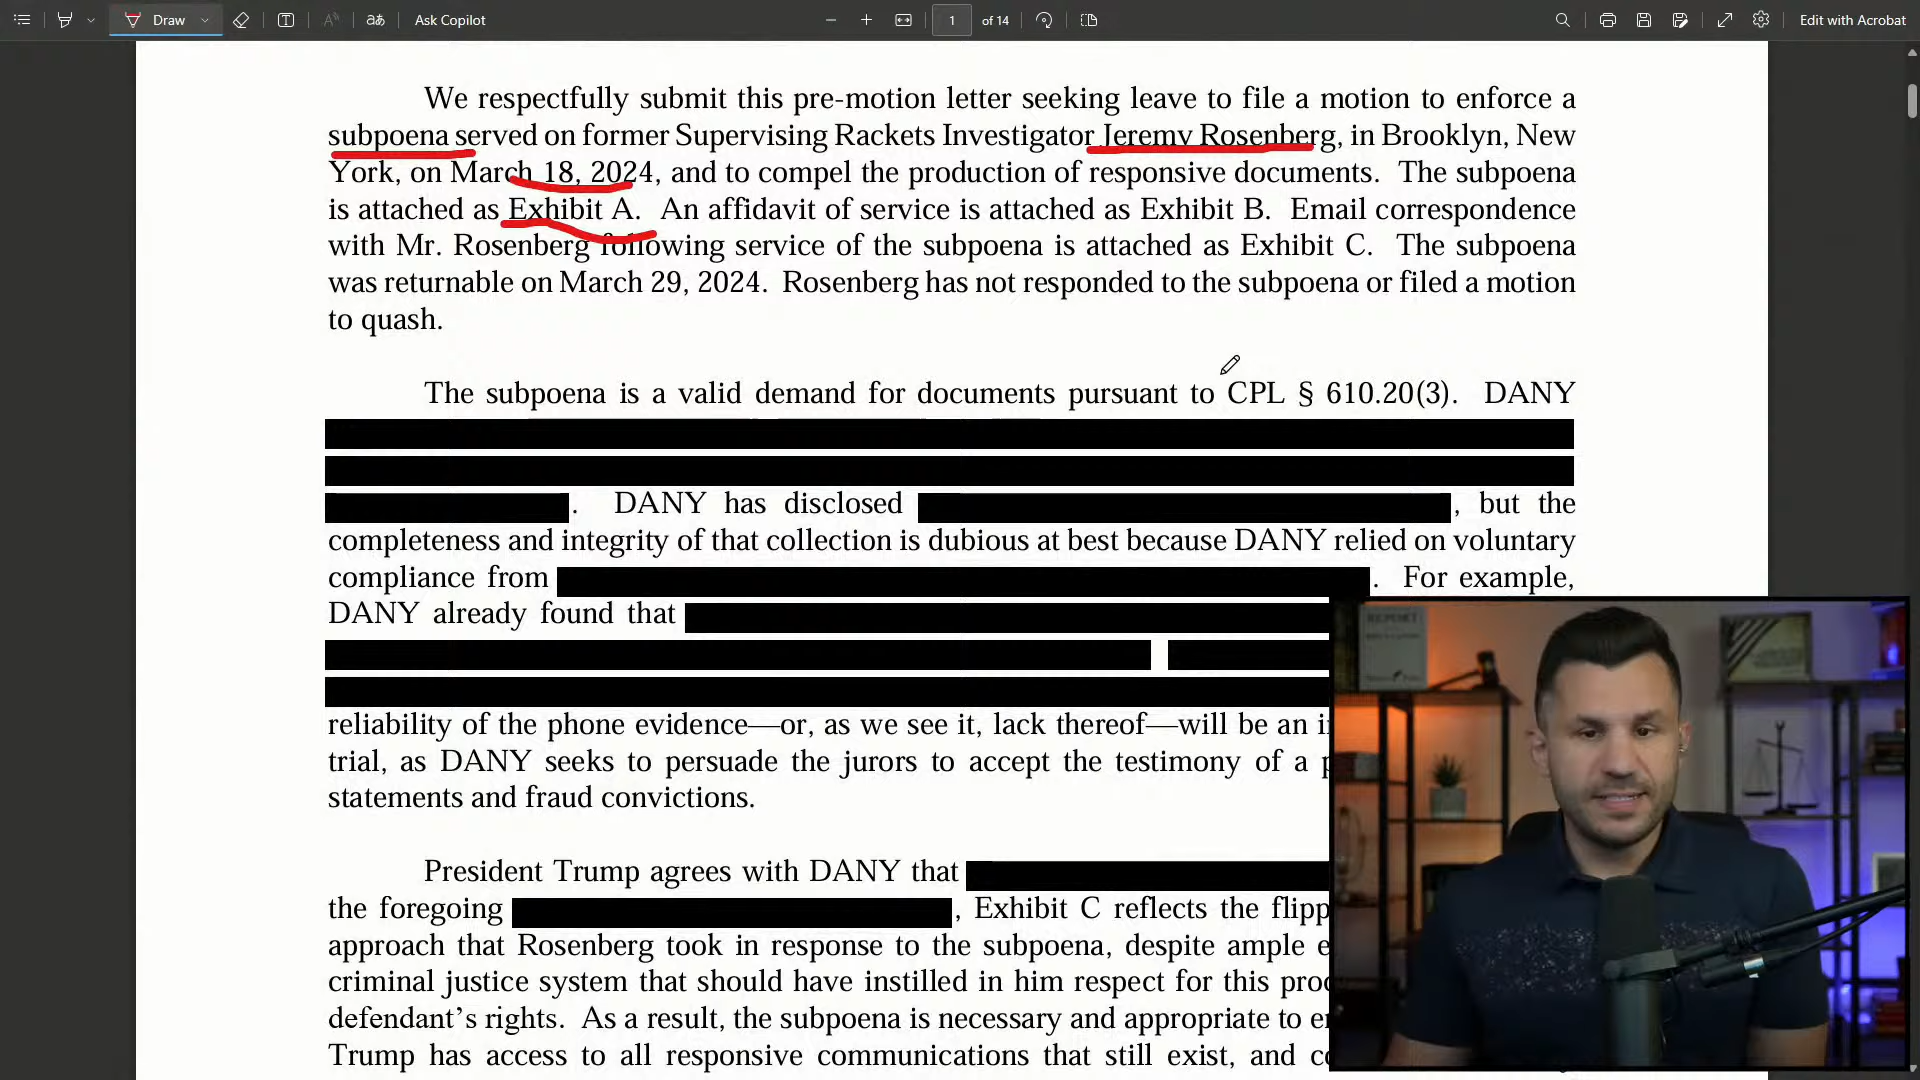 Draw
Ask Copilot
1 of 14
Edit with Acrobat
We respectfully submit this pre-motion letter seeking leave to file a motion to enforce a
subpoena served on former Supervising Rackets Investigator Jeremy Rosenberg, in Brooklyn, New
York, on March 18, 2024, and to compel the production of responsive documents. The subpoena
is attached as Exhibit A. An affidavit of service is attached as Exhibit B. Email correspondence
with Mr. Rosenberg following service of the subpoena is attached as Exhibit C. The subpoena
was returnable on March 29, 2024. Rosenberg has not responded to the subpoena or filed a motion
to quash.
The subpoena is a valid demand for documents pursuant to CPL § 610.20(3). DANY
. DANY has disclosed , but the
completeness and integrity of that collection is dubious at best because DANY relied on voluntary
compliance from . For example,
DANY already found that
reliability of the phone evidence—or, as we see it, lack thereof—will be an
trial, as DANY seeks to persuade the jurors to accept the testimony of a
statements and fraud convictions.
President Trump agrees with DANY that
the foregoing , Exhibit C reflects the
approach that Rosenberg took in response to the subpoena, despite ample
criminal justice system that should have instilled in him respect for this
defendant's rights. As a result, the subpoena is necessary and appropriate to
Trump has access to all responsive communications that still exist, and